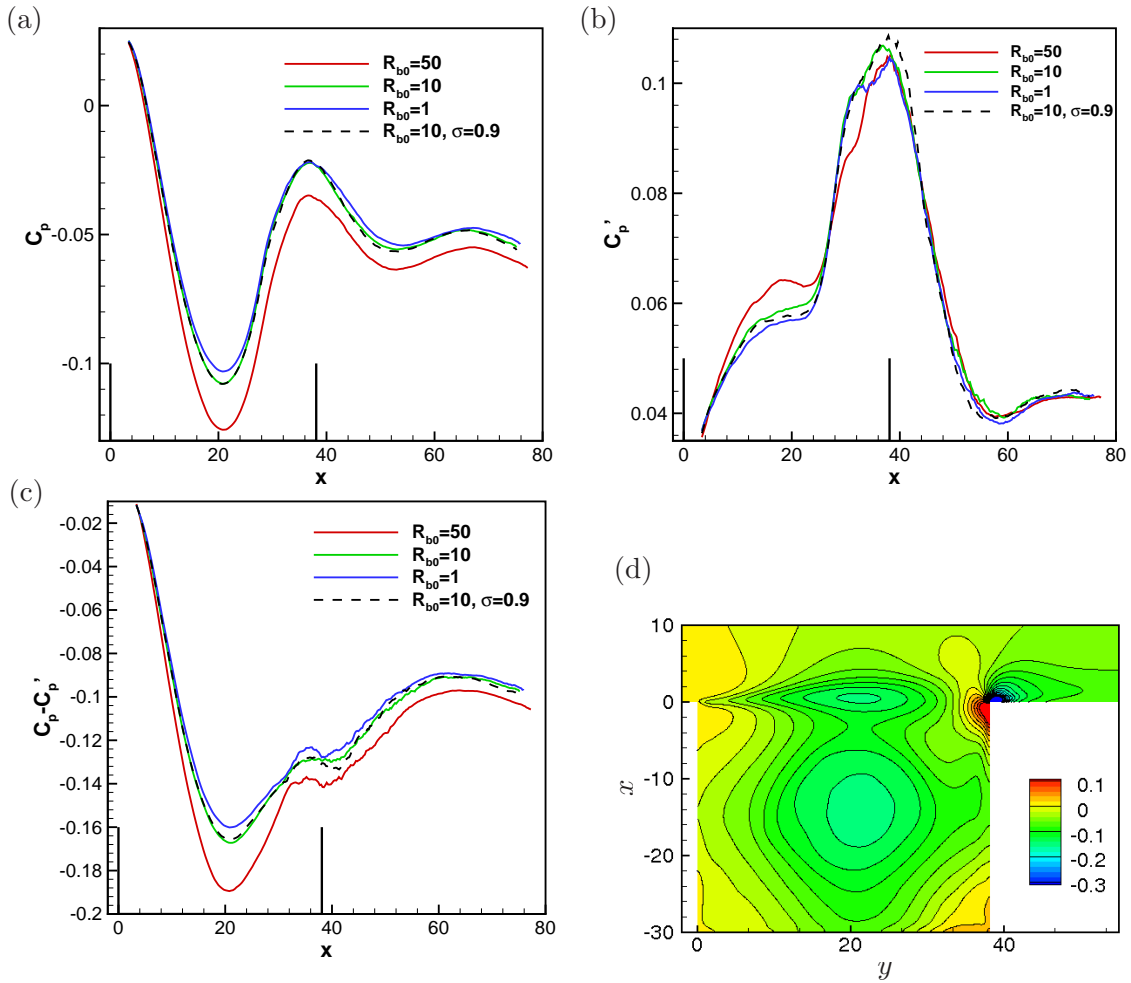 (a)
R_b0=50
R_b0=10
R_b0=1
R_b0=10, σ=0.9
0
-0.05
-0.1
C_p
0 20 40 60 80
x
(b)
R_b0=50
R_b0=10
R_b0=1
R_b0=10, σ=0.9
0.1
0.08
0.06
0.04
C_p'
0 20 40 60 80
x
(c)
R_b0=50
R_b0=10
R_b0=1
R_b0=10, σ=0.9
-0.02
-0.04
-0.06
-0.08
-0.1
-0.12
-0.14
-0.16
-0.18
-0.2
C_p-C_p'
0 20 40 60 80
x
(d)
10
0
-10
-20
-30
x
0.1
0
-0.1
-0.2
-0.3
0 20 40
y